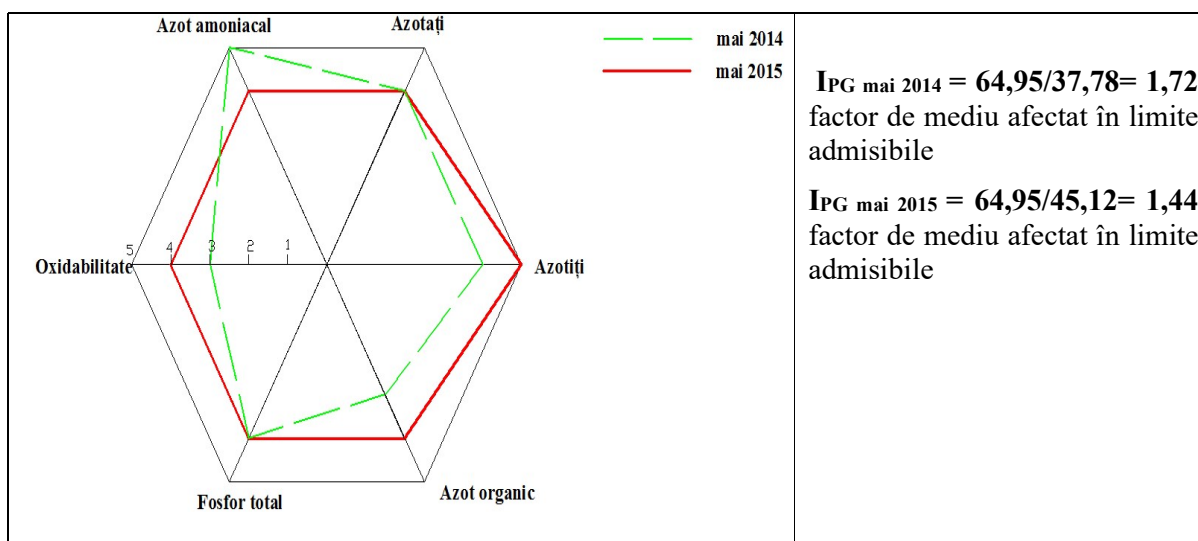 Azot amoniacal
Azotați
mai 2014
mai 2015
5 4 3 2 1
Oxidabilitate
Azotiți
Fosfor total
Azot organic
IPG mai 2014 = 64,95/37,78= 1,72
factor de mediu afectat în limite
admisibile
IPG mai 2015 = 64,95/45,12= 1,44
factor de mediu afectat în limite
admisibile